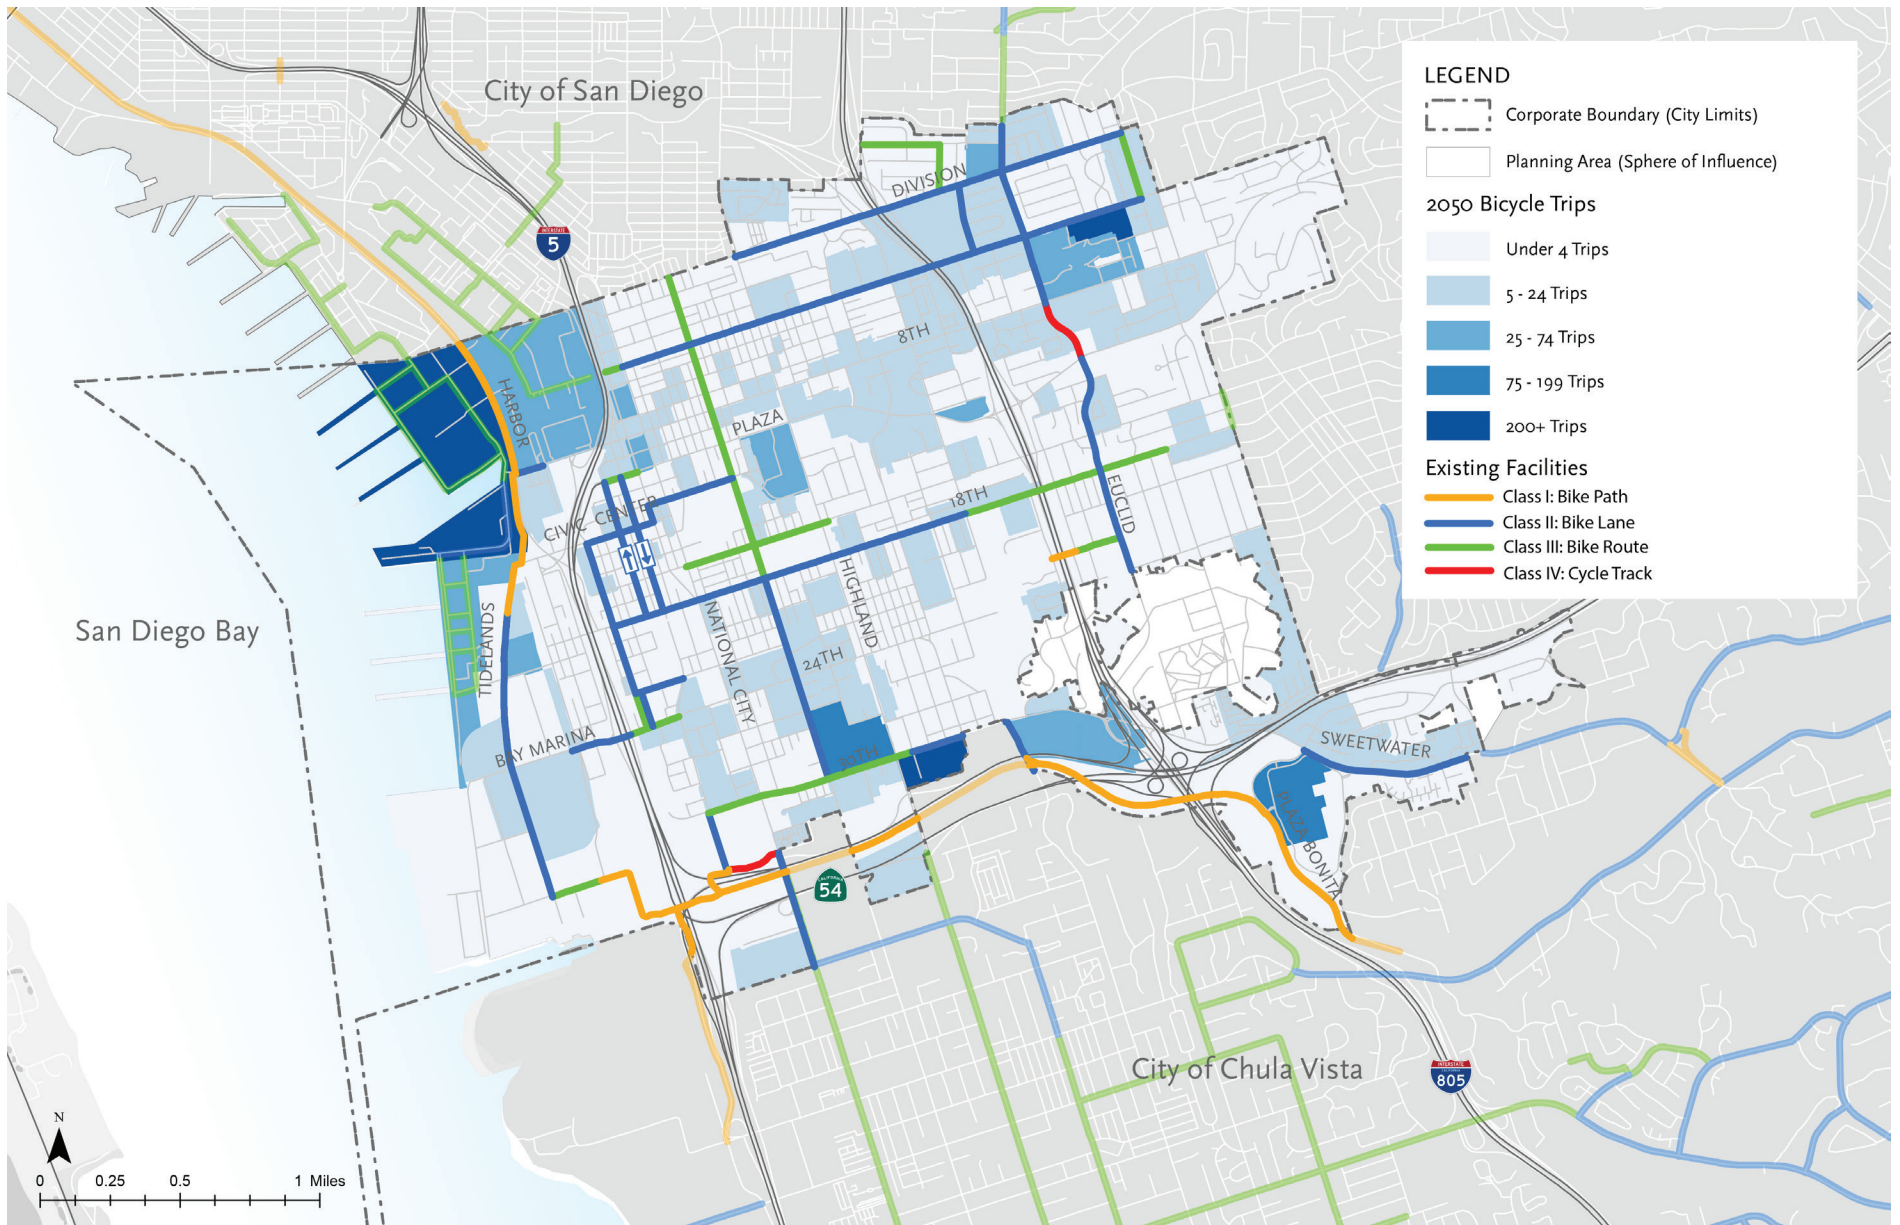 City of San Diego
LEGEND
Corporate Boundary (City Limits)
Planning Area (Sphere of Influence)
2050 Bicycle Trips
Under 4 Trips
5 - 24 Trips
25 - 74 Trips
75 - 199 Trips
200+ Trips
Existing Facilities
Class I: Bike Path
Class II: Bike Lane
Class III: Bike Route
Class IV: Cycle Track
DIVISION
INTERSTATE
5
8TH
HARBOR
PLAZA
18TH
EUCLID
CIVIC CENTER
HIGHLAND
NATIONAL CITY
24TH
TIDELANDS
San Diego Bay
BAY MARINA
30TH
SWEETWATER
PLAZA BONITA
CALIFORNIA
54
City of Chula Vista
INTERSTATE
CALIFORNIA
805
N
0 0.25 0.5 1 Miles